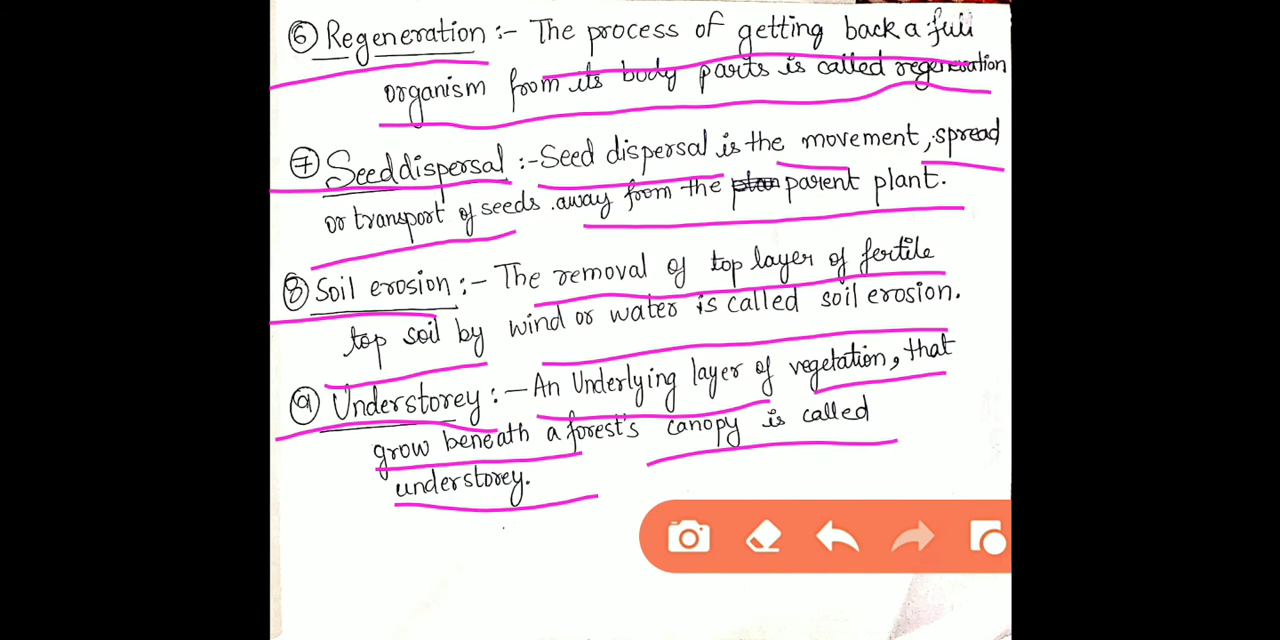 ⑥ Regeneration :- The process of getting back a full
organism from its body parts is called regeneration
⑦ Seed dispersal :- Seed dispersal is the movement, spread
or transport of seeds. away from the plan parent plant.
⑧ Soil erosion :- The removal of top layer of fertile
top soil by wind or water is called soil erosion.
⑨ Understorey :- An Underlying layer of vegetation, that
grow beneath a forest's canopy is called
understorey.